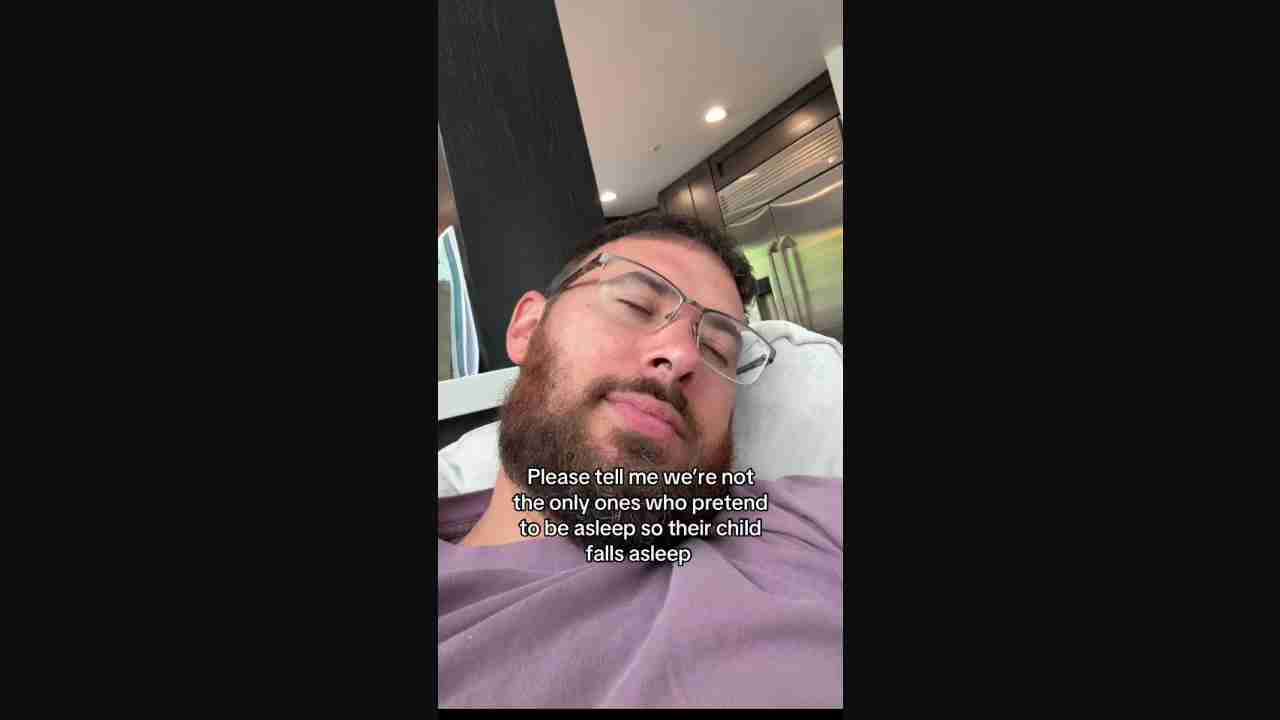 Please tell me we’re not
the only ones who pretend
to be asleep so their child
falls asleep